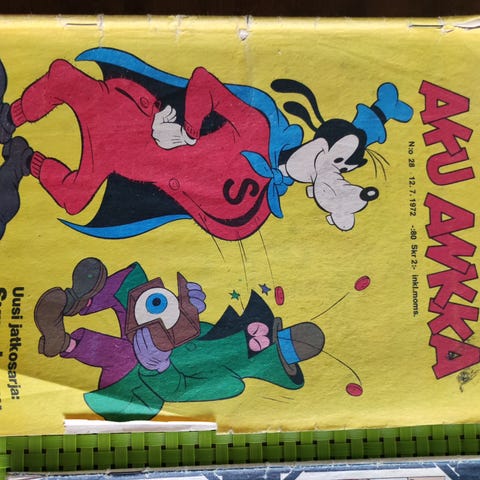 AKU ANKKA
N:o 28 12.7.1972 -:80 Skr 2:- inkl.moms.
S
Uusi jatkosarja: